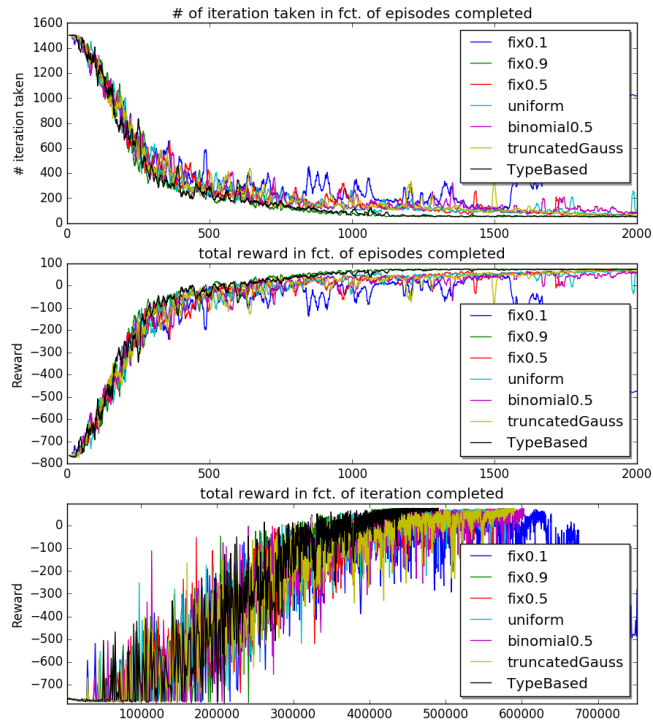 # of iteration taken in fct. of episodes completed
1600
1400
1200
1000
800
600
400
200
0
# iteration taken
fix0.1
fix0.9
fix0.5
uniform
binomial0.5
truncatedGauss
TypeBased
0 500 1000 1500 2000
total reward in fct. of episodes completed
100
0
−100
−200
−300
−400
−500
−600
−700
−800
Reward
fix0.1
fix0.9
fix0.5
uniform
binomial0.5
truncatedGauss
TypeBased
0 500 1000 1500 2000
total reward in fct. of iteration completed
0
−100
−200
−300
−400
−500
−600
−700
Reward
fix0.1
fix0.9
fix0.5
uniform
binomial0.5
truncatedGauss
TypeBased
100000 200000 300000 400000 500000 600000 700000